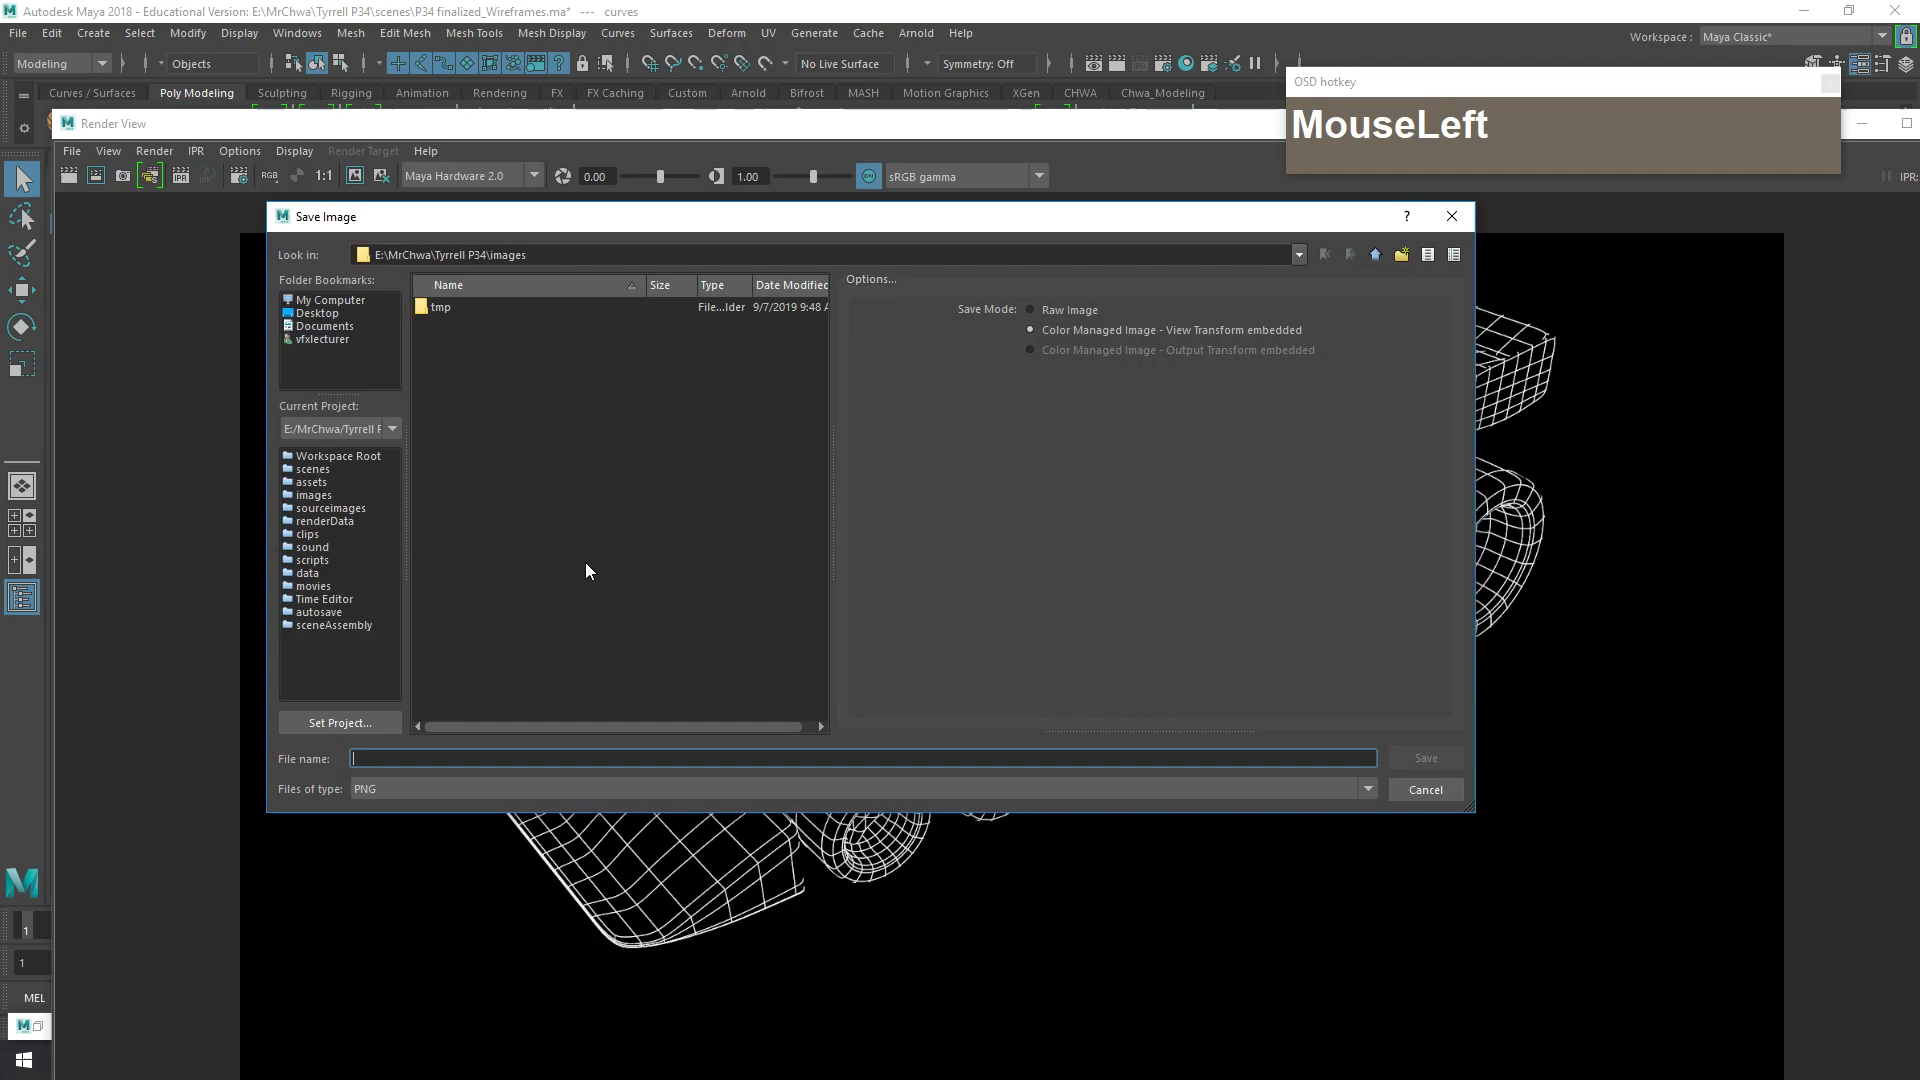 Autodesk Maya 2018 - Educational Version: E:\MrChwa\Tyrrell P34\scenes\P34 finalized_Wireframes.ma* --- curves
File Edit Create Select Modify Display Windows Mesh Edit Mesh Mesh Tools Mesh Display Curves Surfaces Deform UV Generate Cache Arnold Help
Workspace : Maya Classic*
Modeling Objects No Live Surface Symmetry: Off
OSD hotkey
MouseLeft
Curves / Surfaces Poly Modeling Sculpting Rigging Animation Rendering FX FX Caching Custom Arnold Bifrost MASH Motion Graphics XGen CHWA Chwa_Modeling
Render View
File View Render IPR Options Display Render Target Help
IPR RGB 1:1 Maya Hardware 2.0 0.00 1.00 ON sRGB gamma IPR:
Save Image
?
Look in: E:\MrChwa\Tyrrell P34\images
Folder Bookmarks:
My Computer
Desktop
Documents
vfxlecturer
Name Size Type Date Modified
tmp File...lder 9/7/2019 9:48 A
Options...
Save Mode: Raw Image
Color Managed Image - View Transform embedded
Color Managed Image - Output Transform embedded
Current Project:
E:/MrChwa/Tyrrell P
Workspace Root
scenes
assets
images
sourceimages
renderData
clips
sound
scripts
data
movies
Time Editor
autosave
sceneAssembly
Set Project...
File name: Save
Files of type: PNG Cancel
1
1
MEL